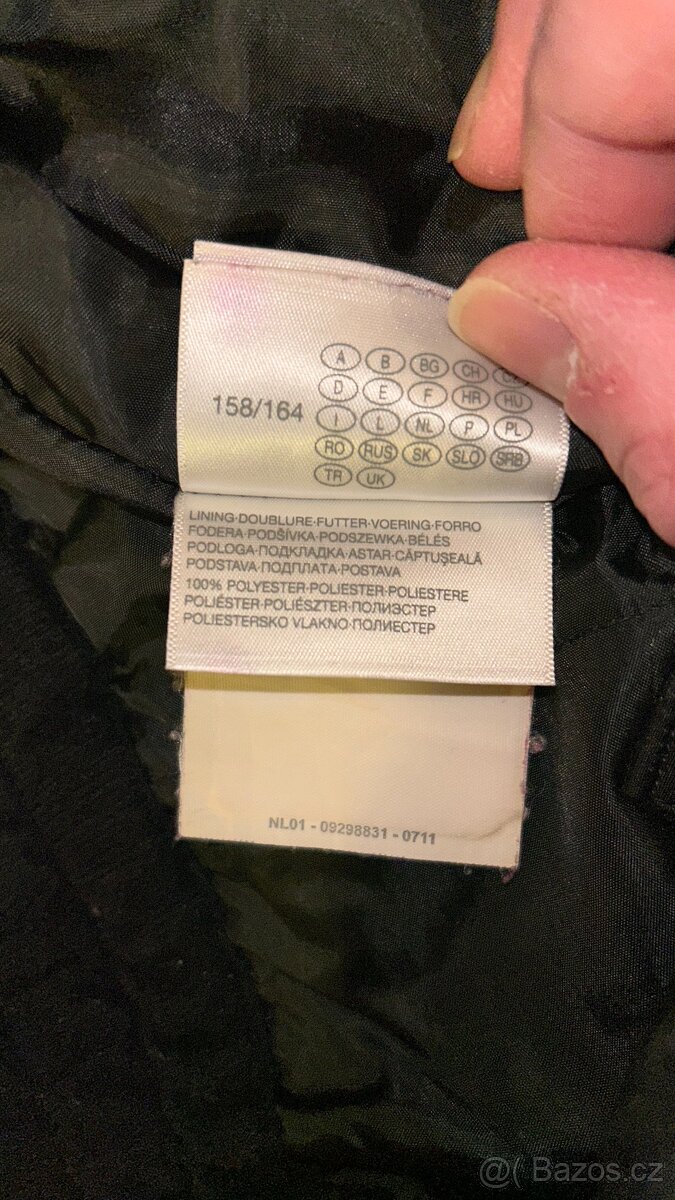 A B BG CH
158/164 D E F HR HU
I L NL P PL
RO RUS SK SLO SRB
TR UK
LINING·DOUBLURE·FUTTER·VOERING·FORRO
FODERA·PODŠÍVKA·PODSZEWKA·BÉLÉS
PODLOGA·ПОДКЛАДКА·ASTAR·CĂPTUŞEALĂ
PODSTAVA·ПОДПЛАТА·POSTAVA
100% POLYESTER·POLIESTER·POLIESTERE
POLIÉSTER·POLIÉSZTER·ПОЛИЭСТЕР
POLIESTERSKO VLAKNO·ПОЛИЕСТЕР
NL01 - 09298831 - 0711
@( Bazos.cz